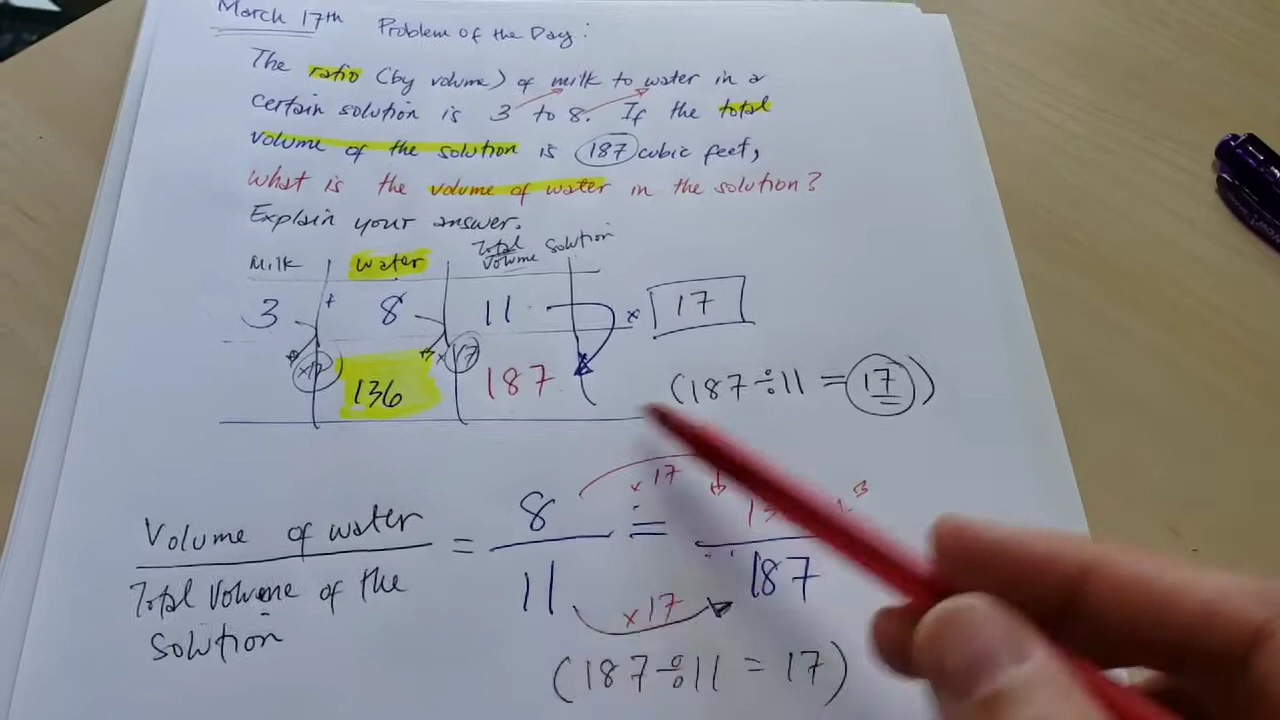 March 17th
Problem of the Day:
The ratio (by volume) of milk to water in a
certain solution is 3 to 8. If the total
volume of the solution is 187 cubic feet,
what is the volume of water in the solution?
Explain your answer.
Milk water Total Volume Solution
3 + 8 11 × 17
×17 ×17
136 187 (187÷11 = 17)
×17
Volume of water = 8 = 
Total Volume of the 11 187
Solution ×17
(187÷11 = 17)